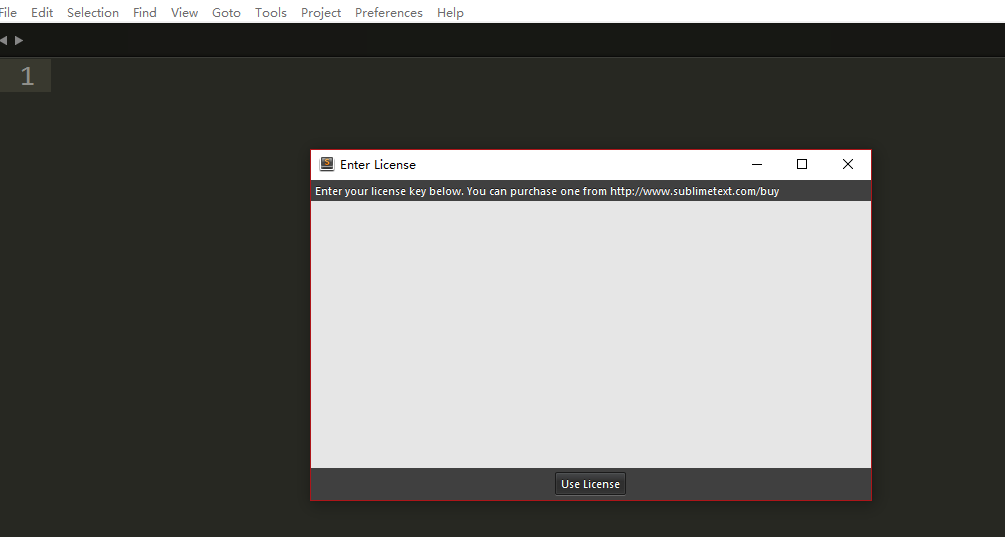 File Edit Selection Find View Goto Tools Project Preferences Help
1
Enter License
Enter your license key below. You can purchase one from http://www.sublimetext.com/buy
Use License